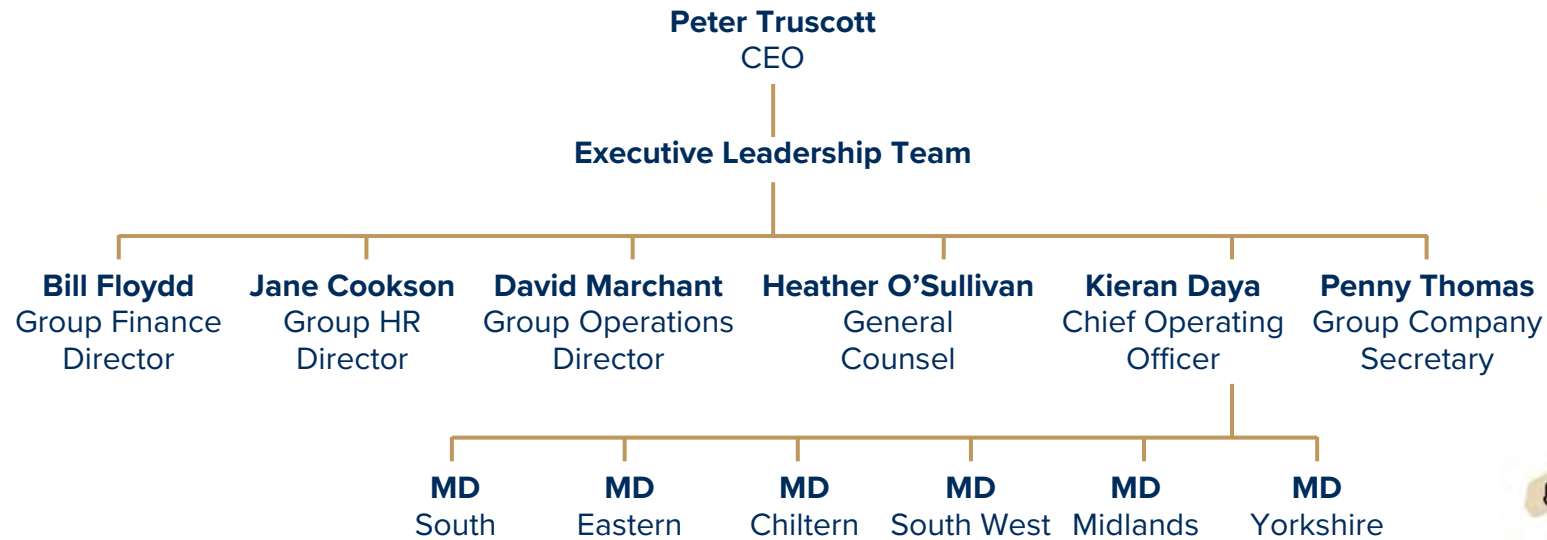 Peter Truscott
CEO
Executive Leadership Team
Bill Floydd
Group Finance
Director
Jane Cookson
Group HR
Director
David Marchant
Group Operations
Director
Heather O’Sullivan
General
Counsel
Kieran Daya
Chief Operating
Officer
Penny Thomas
Group Company
Secretary
MD
South
MD
Eastern
MD
Chiltern
MD
South West
MD
Midlands
MD
Yorkshire